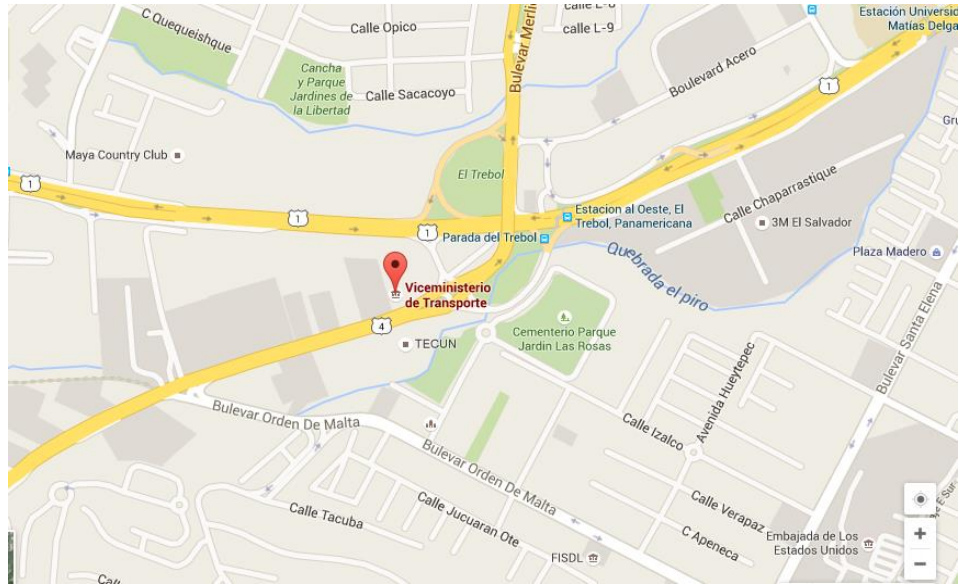 C Quequeishque
Calle Opico
calle L-9
Bulevar Merlio
Estación Universid
Matías Delga
Boulevard Acero
1
Cancha
y Parque
Jardines de
la Libertad
Calle Sacacoyo
Maya Country Club
El Trebol
1
1
1
Calle Chaparrastique
Estacion al Oeste, El
Trebol, Panamericana
3M El Salvador
Parada del Trebol
Quebrada el piro
Plaza Madero
Viceministerio
de Transporte
4
TECUN
Cementerio Parque
Jardin Las Rosas
Bulevar Santa Elena
Avenida Hueytepec
Bulevar Orden De Malta
Calle Izalco
Bulevar Orden De Malta
Calle Tacuba
Calle Jucuaran Ote
Calle Verapaz
C Apeneca
Embajada de Los
Estados Unidos
FISDL
+
−